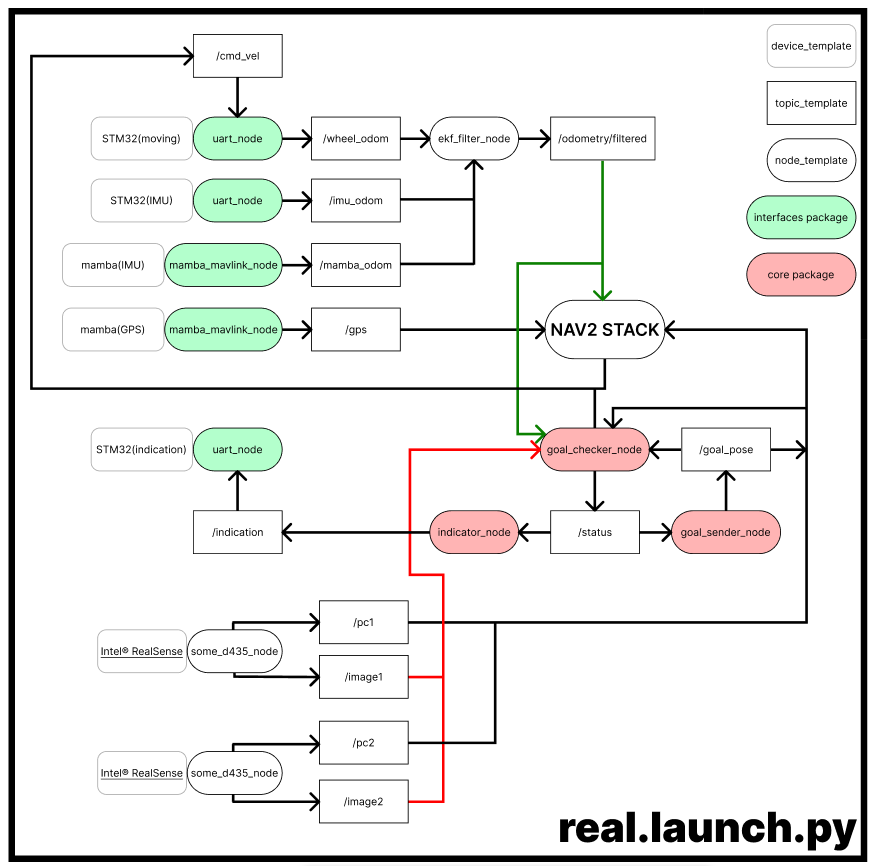 /cmd_vel
device_template
topic_template
STM32(moving)
uart_node
/wheel_odom
ekf_filter_node
/odometry/filtered
node_template
STM32(IMU)
uart_node
/imu_odom
interfaces package
mamba(IMU)
mamba_mavlink_node
/mamba_odom
core package
mamba(GPS)
mamba_mavlink_node
/gps
NAV2 STACK
STM32(indication)
uart_node
goal_checker_node
/goal_pose
/indication
indicator_node
/status
goal_sender_node
/pc1
Intel® RealSense
some_d435_node
/image1
/pc2
Intel® RealSense
some_d435_node
/image2
real.launch.py